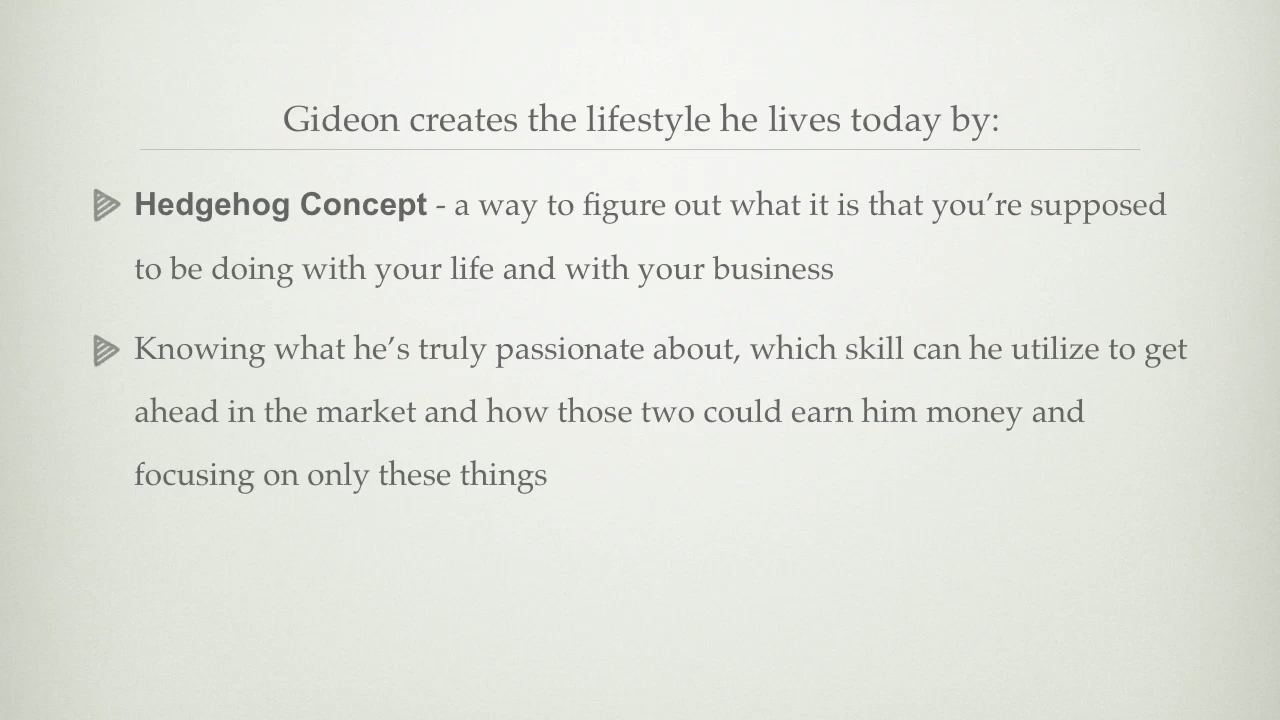 Gideon creates the lifestyle he lives today by:
Hedgehog Concept - a way to figure out what it is that you’re supposed
to be doing with your life and with your business
Knowing what he’s truly passionate about, which skill can he utilize to get
ahead in the market and how those two could earn him money and
focusing on only these things